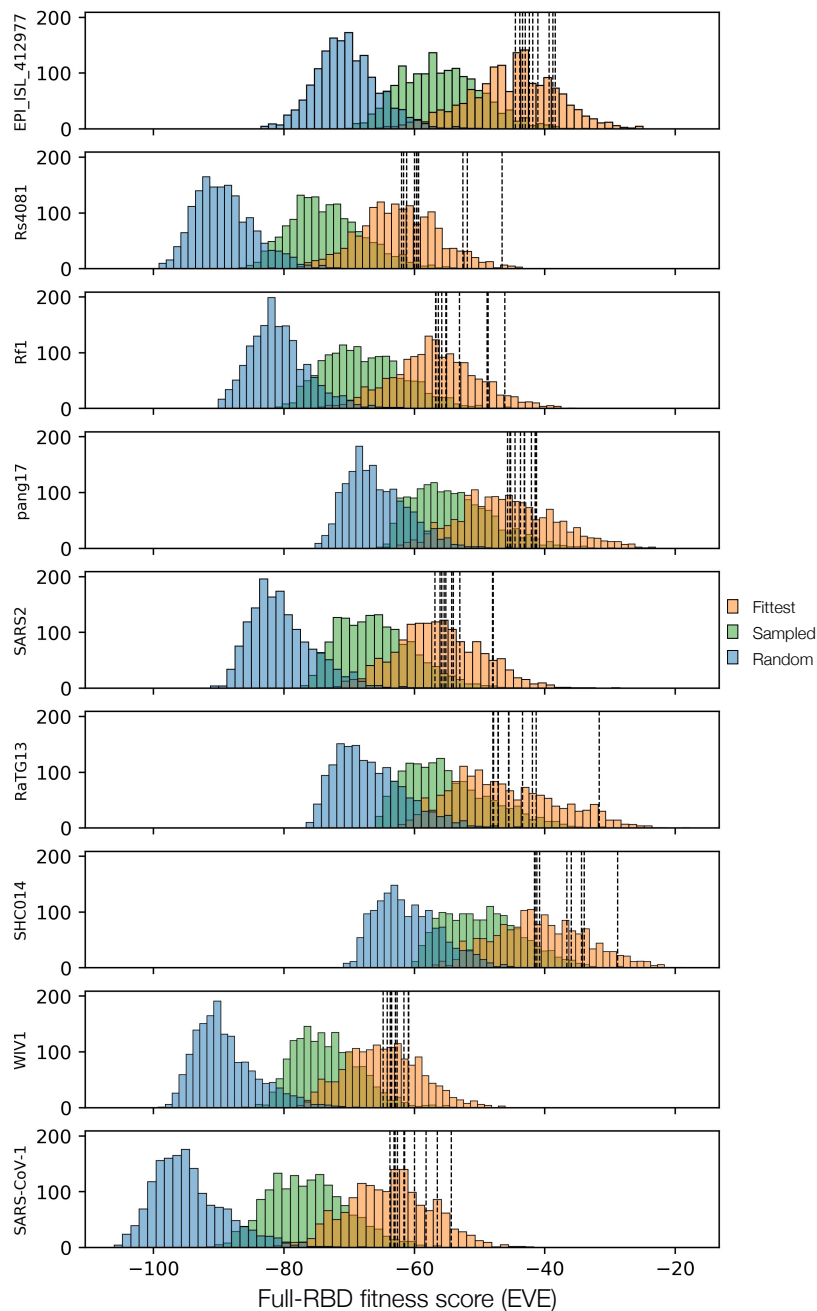 200
100
0
EPI_ISL_412977
200
100
0
Rs4081
200
100
0
Rf1
200
100
0
pang17
200
100
0
SARS2
Fittest
Sampled
Random
200
100
0
RaTG13
200
100
0
SHC014
200
100
0
WIV1
200
100
0
SARS-CoV-1
−100 −80 −60 −40 −20
Full-RBD fitness score (EVE)